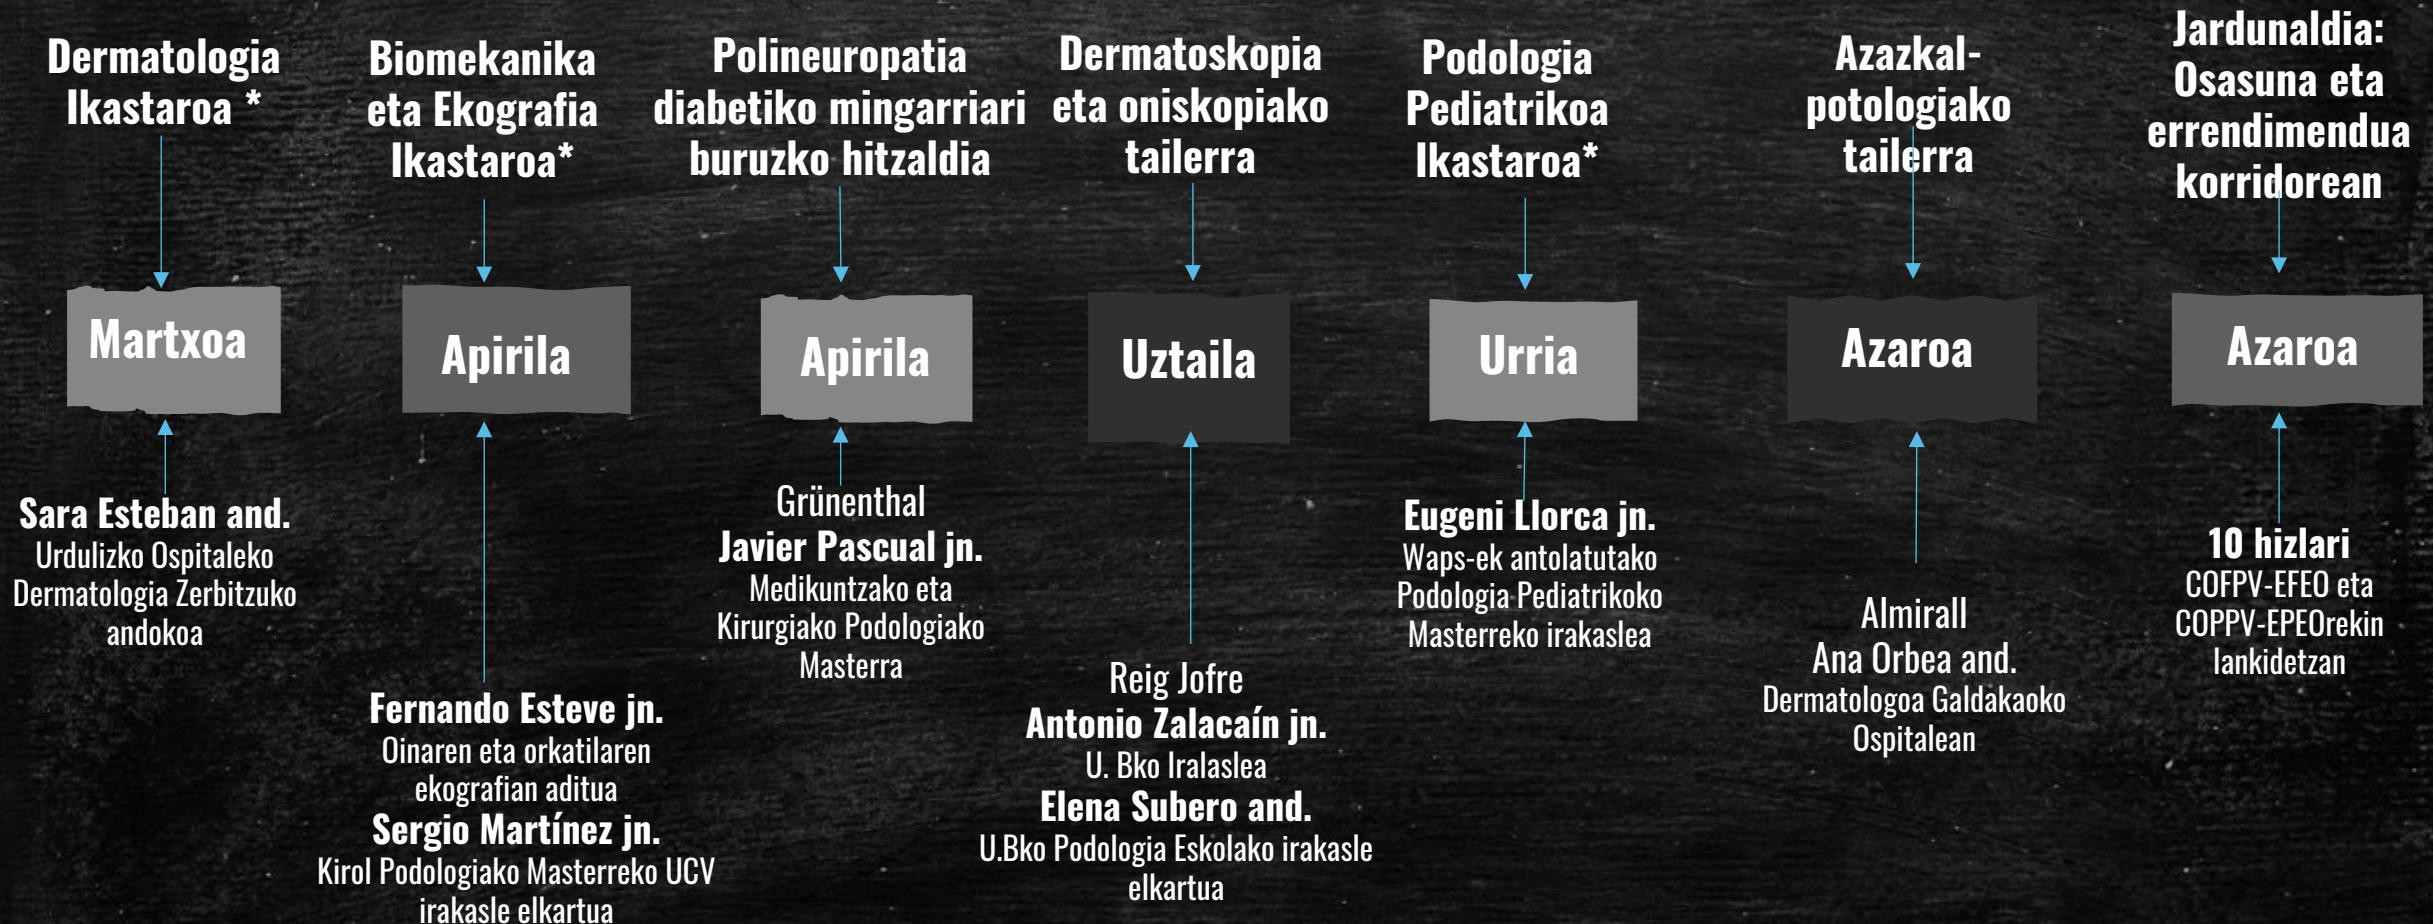 Dermatologia
Ikastaroa *
Martxoa
Sara Esteban and.
Urdulizko Ospitaleko
Dermatologia Zerbitzuko
andokoa
Biomekanika
eta Ekografia
Ikastaroa*
Apirila
Fernando Esteve jn.
Oinaren eta orkatilaren
ekografian aditua
Sergio Martínez jn.
Kirol Podologiako Masterreko UCV
irakasle elkartua
Polineuropatia
diabetiko mingarriari
buruzko hitzaldia
Apirila
Grünenthal
Javier Pascual jn.
Medikuntzako eta
Kirurgiako Podologiako
Masterra
Dermatoskopia
eta oniskopiako
tailerra
Uztaila
Reig Jofre
Antonio Zalacaín jn.
U. Bko Iralaslea
Elena Subero and.
U.Bko Podologia Eskolako irakasle
elkartua
Podologia
Pediatrikoa
Ikastaroa*
Urria
Eugeni Llorca jn.
Waps-ek antolatutako
Podologia Pediatrikoko
Masterreko irakaslea
Azazkal-
potologiako
tailerra
Azaroa
Almirall
Ana Orbea and.
Dermatologoa Galdakaoko
Ospitalean
Jardunaldia:
Osasuna eta
errendimendua
korridorean
Azaroa
10 hizlari
COFPV-EFEO eta
COPPV-EPEOrekin
lankidetzan